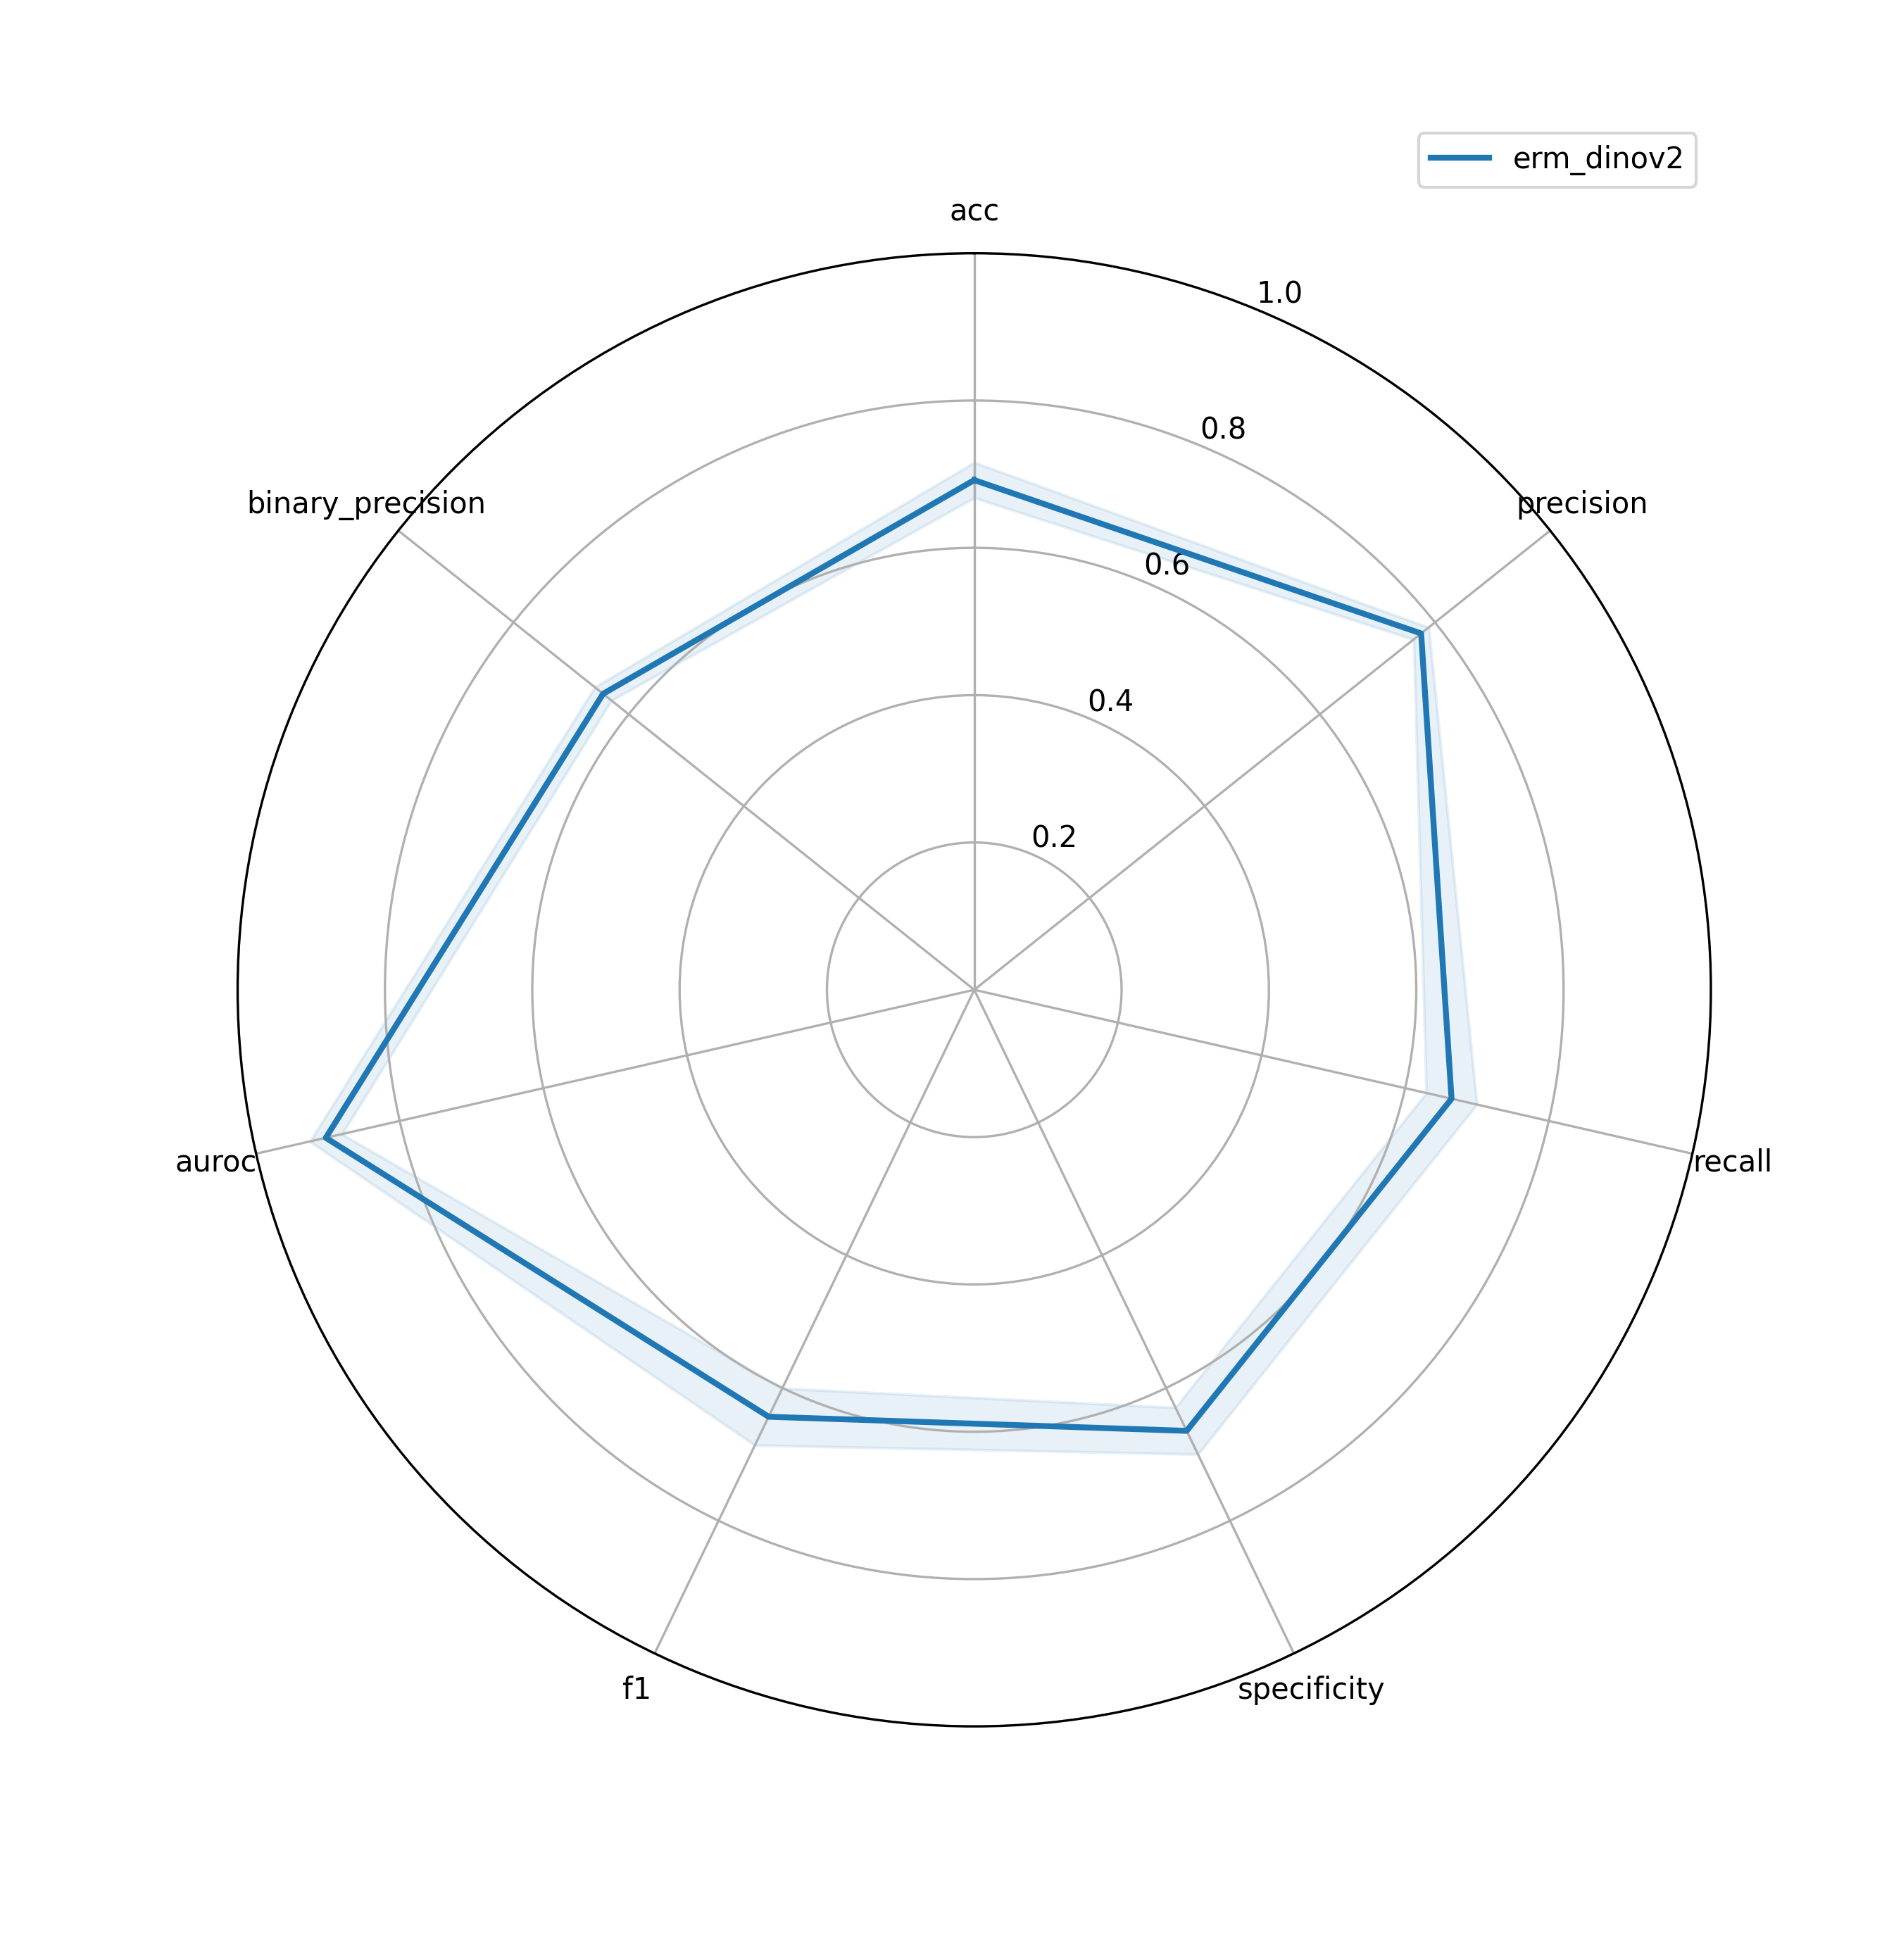 erm_dinov2
acc
1.0
0.8
binary_precision
precision
0.6
0.4
0.2
auroc
recall
f1
specificity